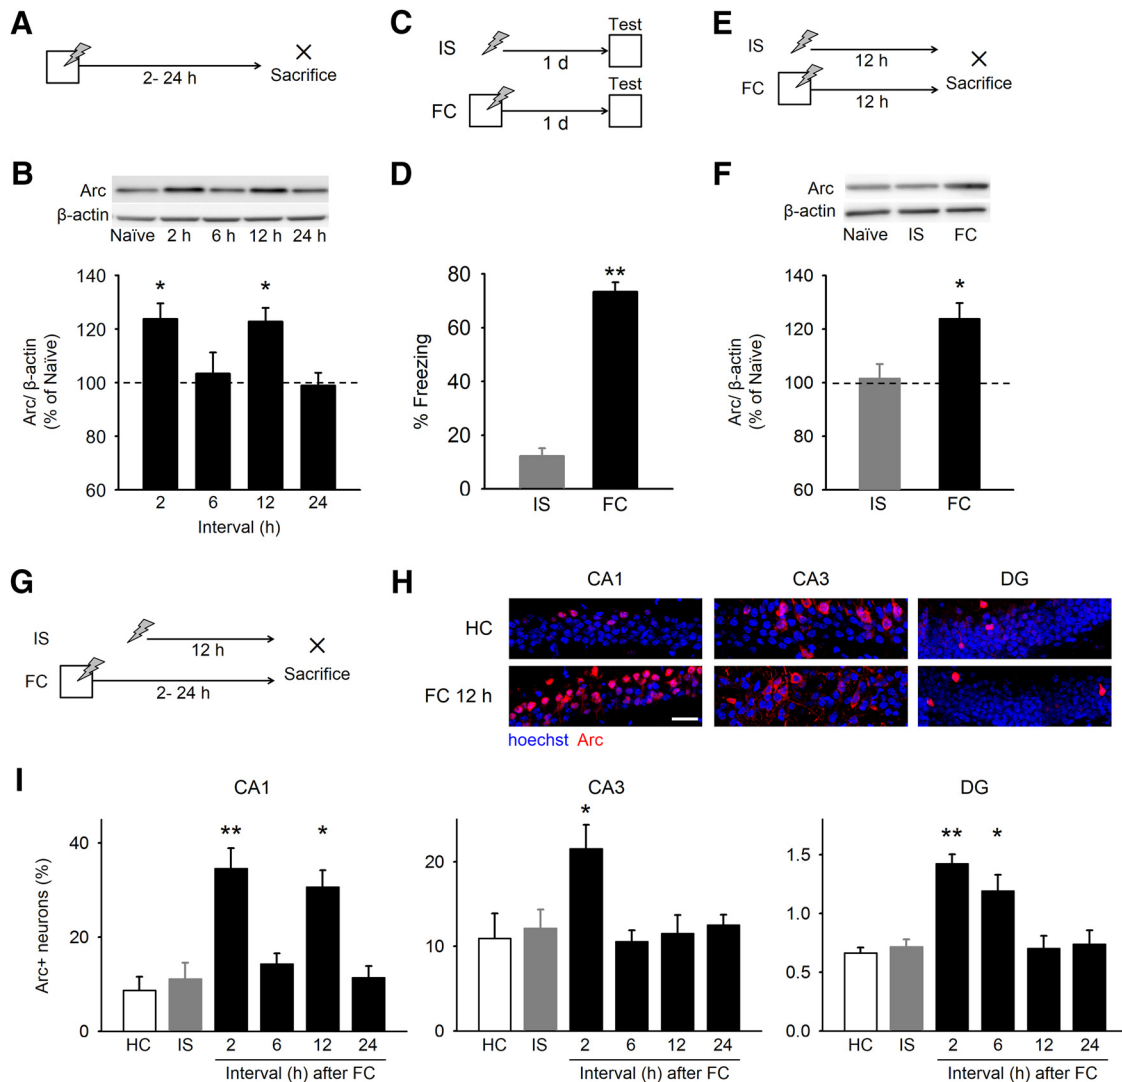 A
2- 24 h
Sacrifice
C
IS
1 d
Test
FC
1 d
Test
E
IS
12 h
FC
12 h
Sacrifice
B
Arc
β-actin
Naïve 2 h 6 h 12 h 24 h
Arc/ β-actin
(% of Naïve)
140
120
100
80
60
* *
2 6 12 24
Interval (h)
D
% Freezing
80
60
40
20
0
**
IS FC
F
Arc
β-actin
Naïve IS FC
Arc/ β-actin
(% of Naïve)
140
120
100
80
60
*
IS FC
G
IS
12 h
FC
2- 24 h
Sacrifice
H
CA1 CA3 DG
HC
FC 12 h
hoechst Arc
I
CA1
Arc+ neurons (%)
40
20
0
** *
HC IS 2 6 12 24
Interval (h) after FC
CA3
20
10
0
*
HC IS 2 6 12 24
Interval (h) after FC
DG
1.5
1.0
0.5
0.0
** *
HC IS 2 6 12 24
Interval (h) after FC